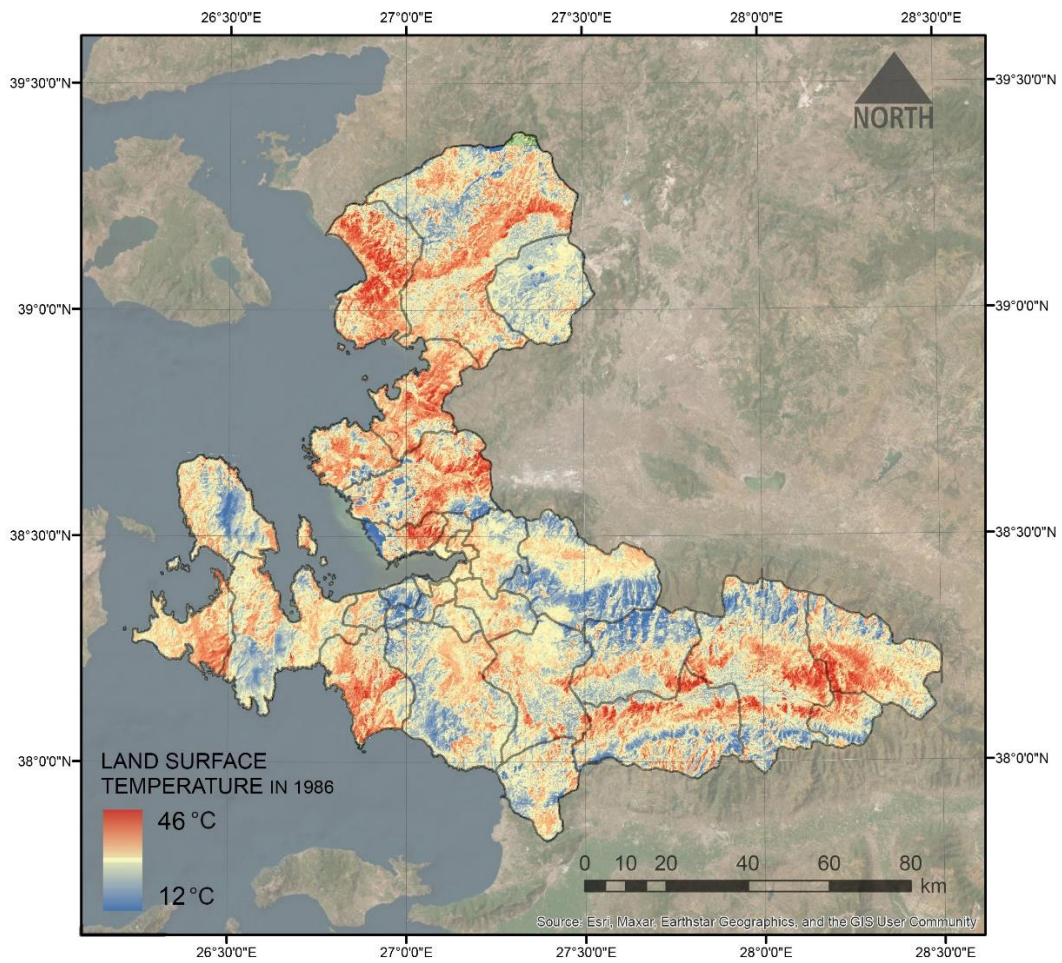 26°30'0"E 27°0'0"E 27°30'0"E 28°0'0"E 28°30'0"E
39°30'0"N 39°30'0"N
NORTH
39°0'0"N 39°0'0"N
38°30'0"N 38°30'0"N
38°0'0"N 38°0'0"N
LAND SURFACE
TEMPERATURE IN 1986
46 °C
12 °C
0 10 20 40 60 80
km
Source: Esri, Maxar, Earthstar Geographics, and the GIS User Community
26°30'0"E 27°0'0"E 27°30'0"E 28°0'0"E 28°30'0"E